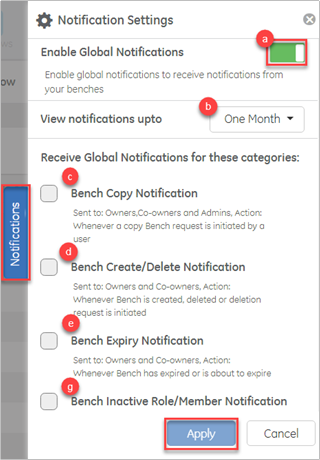 Notification Settings
a
Enable Global Notifications
Enable global notifications to receive notifications from
your benches
b
View notifications upto
One Month
Receive Global Notifications for these categories:
c
Bench Copy Notification
Sent to: Owners,Co-owners and Admins, Action:
Whenever a copy Bench request is initiated by a
user
d
Bench Create/Delete Notification
Sent to: Owners and Co-owners, Action:
Whenever Bench is created, deleted or deletion
request is initiated
e
Bench Expiry Notification
Sent to: Owners and Co-owners, Action:
Whenever Bench has expired or is about to expire
g
Bench Inactive Role/Member Notification
Apply
Cancel
Notifications
ow